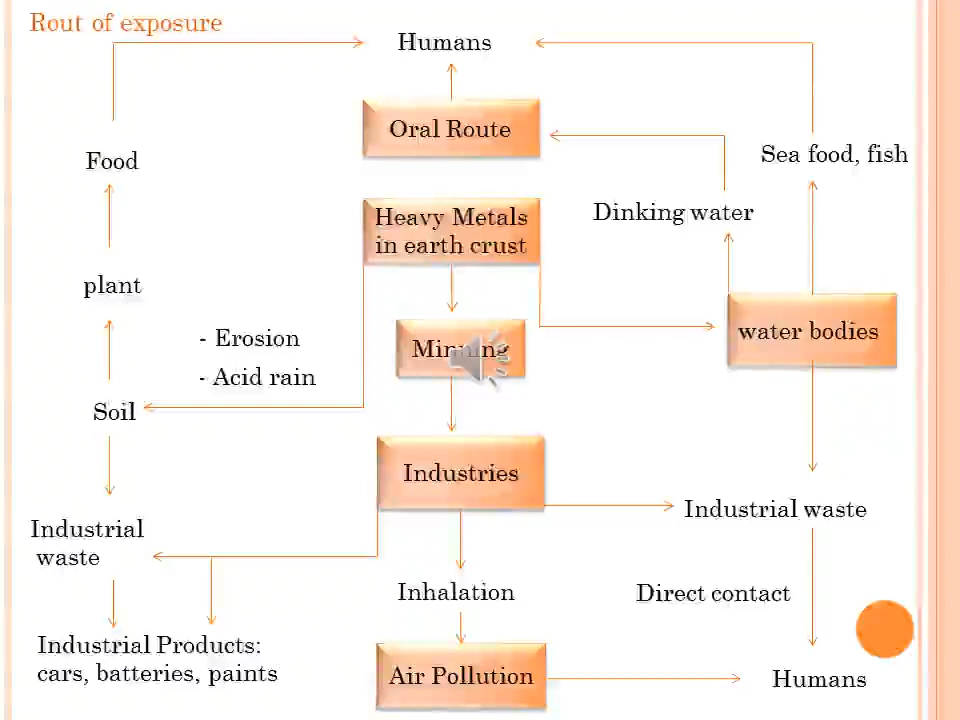 Rout of exposure
Humans
Oral Route
Food
Sea food, fish
Heavy Metals
in earth crust
Dinking water
plant
- Erosion
- Acid rain
Minning
water bodies
Soil
Industries
Industrial waste
Industrial
waste
Inhalation
Direct contact
Industrial Products:
cars, batteries, paints
Air Pollution
Humans